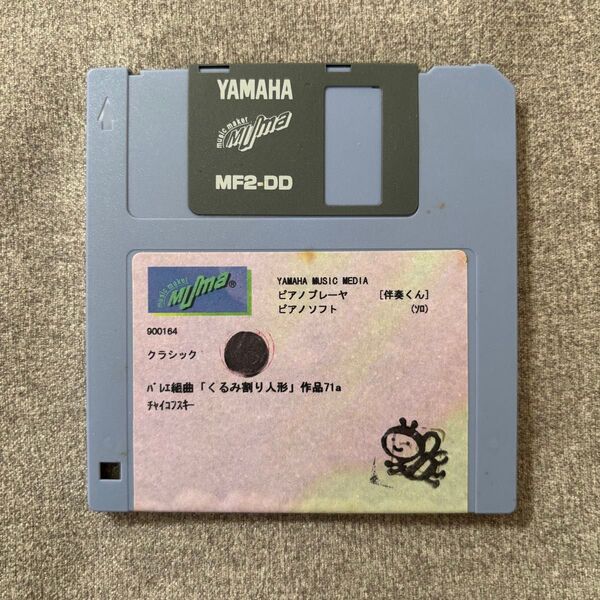 YAMAHA
music maker
Muma
MF2-DD
music maker
Muma®
YAMAHA MUSIC MEDIA
ピアノプレーヤ [伴奏くん]
ピアノソフト (ｿﾛ)
900164
クラシック
ﾊﾞﾚｴ組曲「くるみ割り人形」作品71a
ﾁｬｲｺﾌｽｷｰ